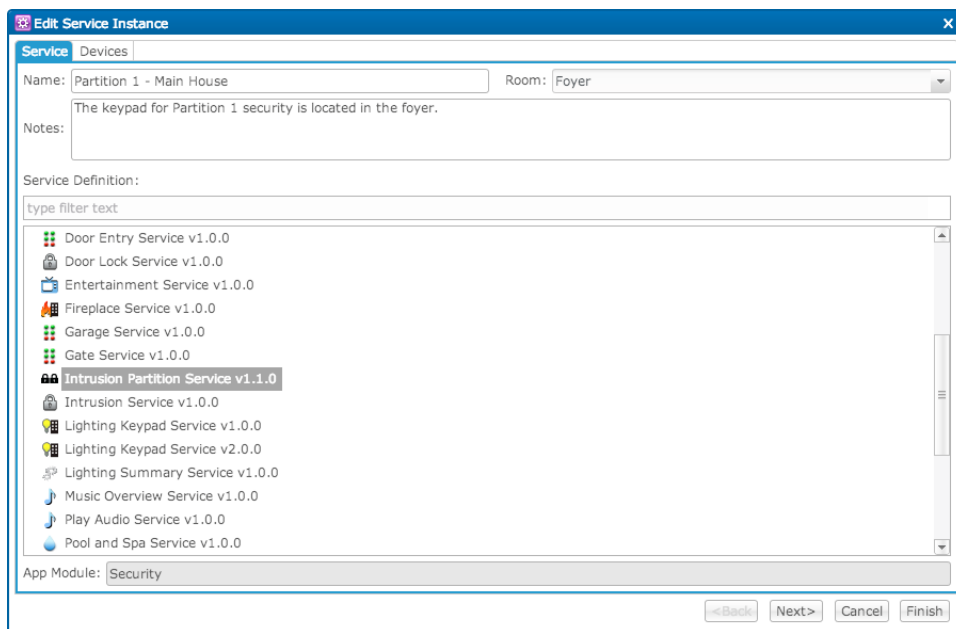 Edit Service Instance
Service Devices
Name: Partition 1 - Main House Room: Foyer
The keypad for Partition 1 security is located in the foyer.
Notes:
Service Definition:
type filter text
Door Entry Service v1.0.0
Door Lock Service v1.0.0
Entertainment Service v1.0.0
Fireplace Service v1.0.0
Garage Service v1.0.0
Gate Service v1.0.0
Intrusion Partition Service v1.1.0
Intrusion Service v1.0.0
Lighting Keypad Service v1.0.0
Lighting Keypad Service v2.0.0
Lighting Summary Service v1.0.0
Music Overview Service v1.0.0
Play Audio Service v1.0.0
Pool and Spa Service v1.0.0
App Module: Security
<Back Next> Cancel Finish